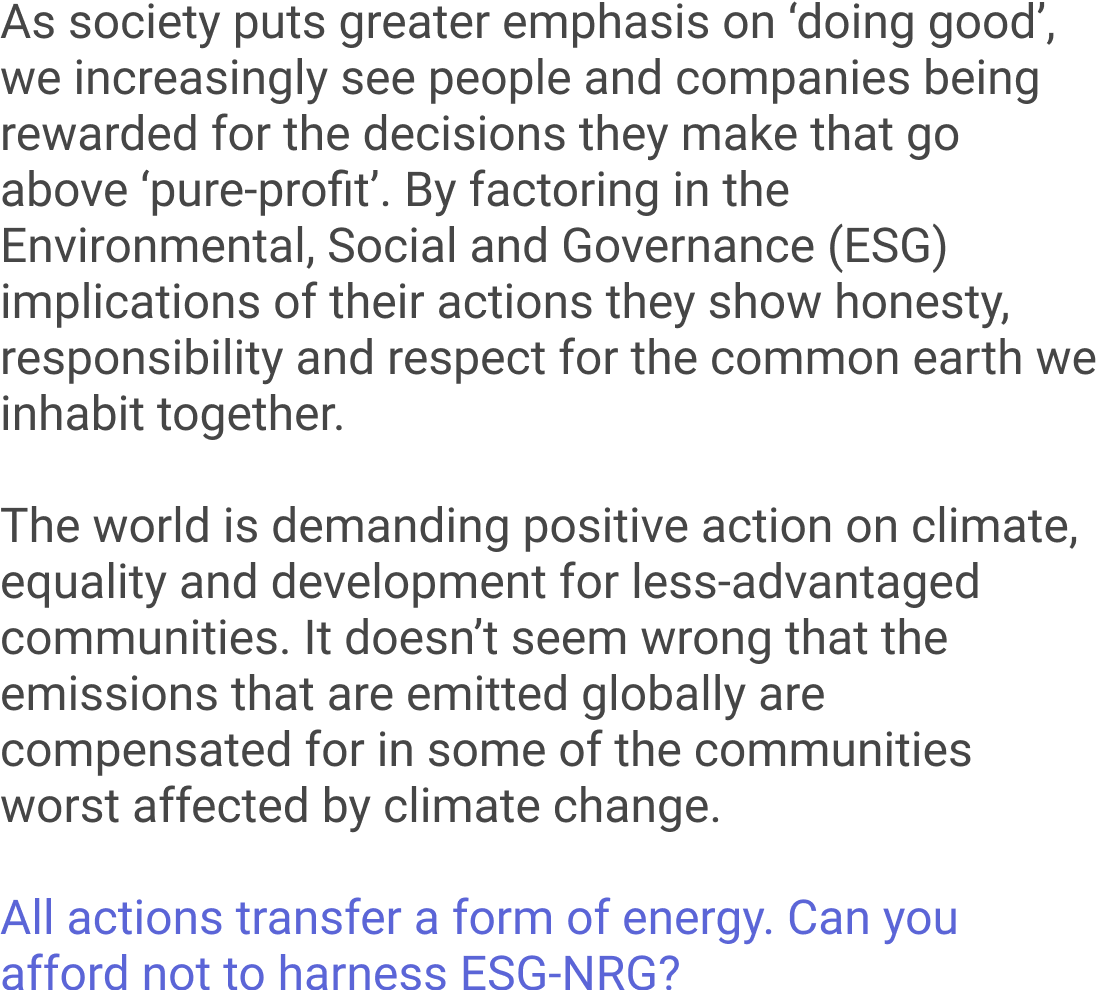 As society puts greater emphasis on ‘doing good’,
we increasingly see people and companies being
rewarded for the decisions they make that go
above ‘pure-profit’. By factoring in the
Environmental, Social and Governance (ESG)
implications of their actions they show honesty,
responsibility and respect for the common earth we
inhabit together.
The world is demanding positive action on climate,
equality and development for less-advantaged
communities. It doesn’t seem wrong that the
emissions that are emitted globally are
compensated for in some of the communities
worst affected by climate change.
All actions transfer a form of energy. Can you
afford not to harness ESG-NRG?